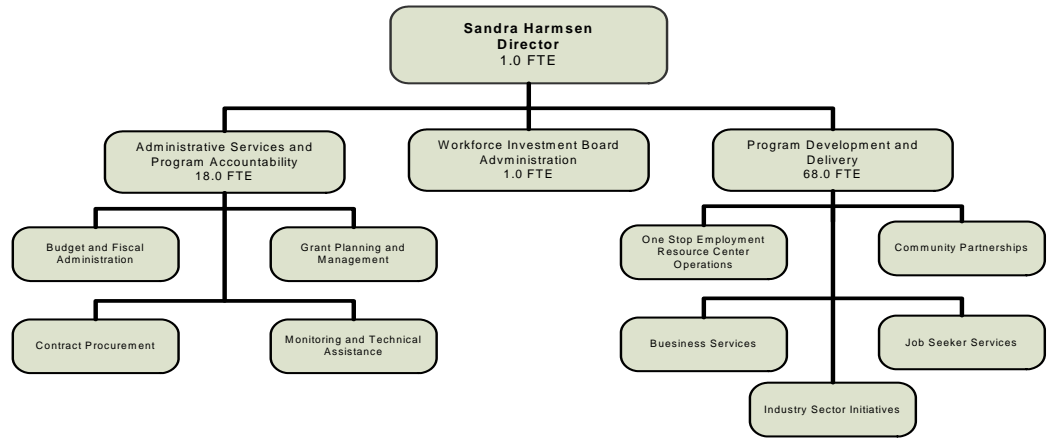 Sandra Harmsen
Director
1.0 FTE
Administrative Services and
Program Accountability
18.0 FTE
Workforce Investment Board
Advministration
1.0 FTE
Program Development and
Delivery
68.0 FTE
Budget and Fiscal
Administration
Grant Planning and
Management
One Stop Employment
Resource Center
Operations
Community Partnerships
Contract Procurement
Monitoring and Technical
Assistance
Buesiness Services
Job Seeker Services
Industry Sector Initiatives